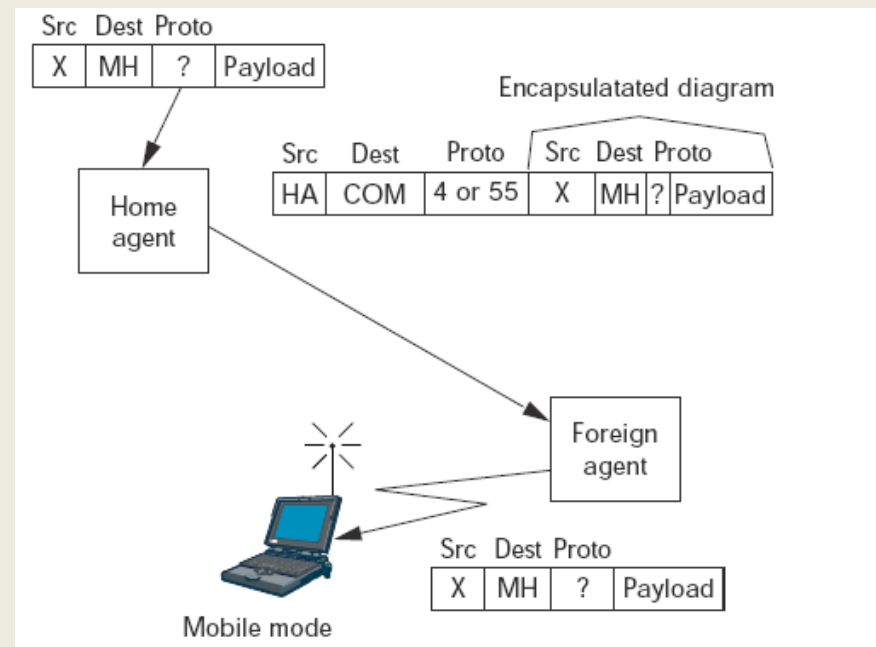 Src Dest Proto
X MH ? Payload
Encapsulatated diagram
Src Dest Proto Src Dest Proto
HA COM 4 or 55 X MH ? Payload
Home
agent
Foreign
agent
Src Dest Proto
X MH ? Payload
Mobile mode